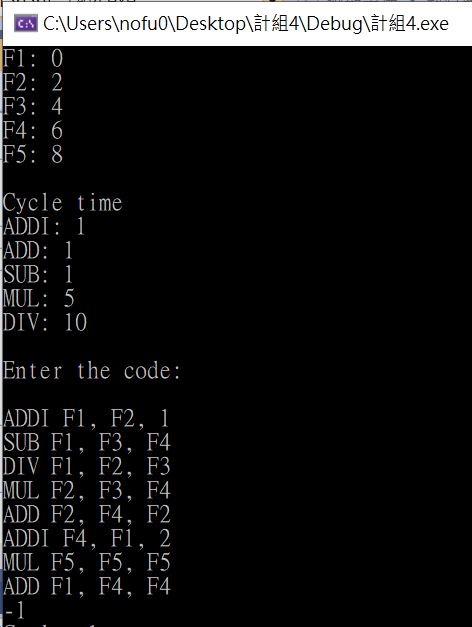 C:\Users\nofu0\Desktop\計組4\Debug\計組4.exe
F1: 0
F2: 2
F3: 4
F4: 6
F5: 8
Cycle time
ADDI: 1
ADD: 1
SUB: 1
MUL: 5
DIV: 10
Enter the code:
ADDI F1, F2, 1
SUB F1, F3, F4
DIV F1, F2, F3
MUL F2, F3, F4
ADD F2, F4, F2
ADDI F4, F1, 2
MUL F5, F5, F5
ADD F1, F4, F4
-1